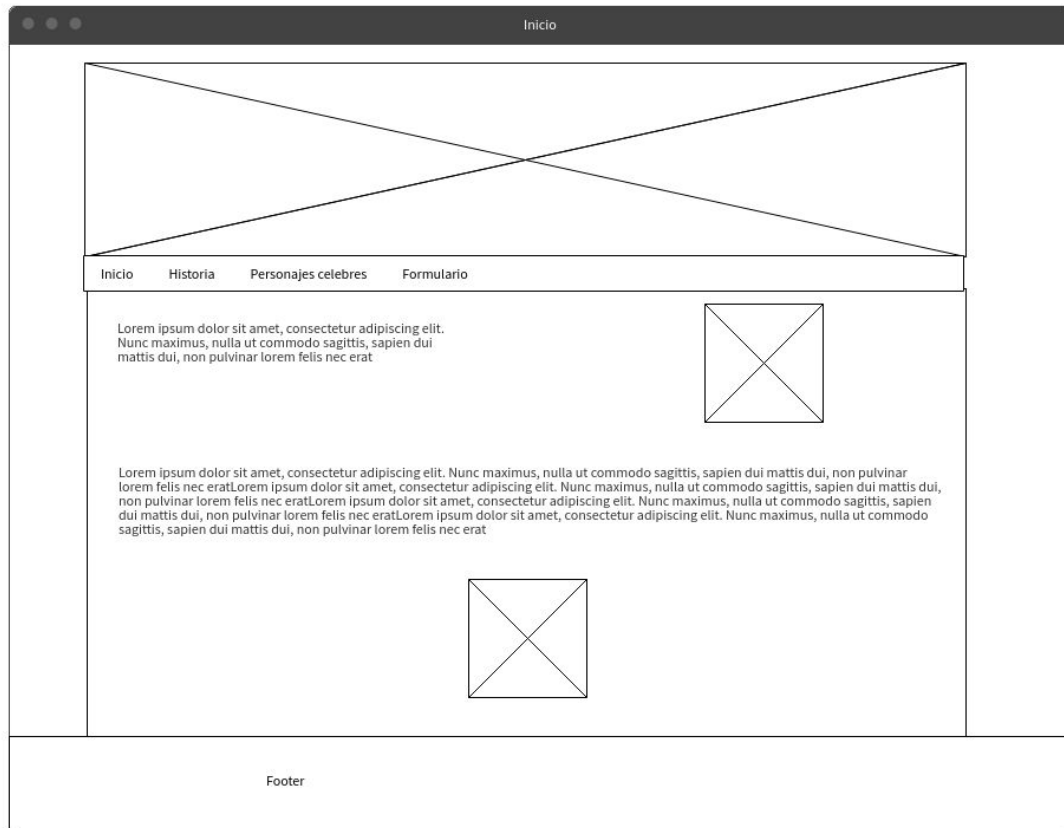 Inicio
Inicio Historia Personajes celebres Formulario
Lorem ipsum dolor sit amet, consectetur adipiscing elit.
Nunc maximus, nulla ut commodo sagittis, sapien dui
mattis dui, non pulvinar lorem felis nec erat
Lorem ipsum dolor sit amet, consectetur adipiscing elit. Nunc maximus, nulla ut commodo sagittis, sapien dui mattis dui, non pulvinar
lorem felis nec eratLorem ipsum dolor sit amet, consectetur adipiscing elit. Nunc maximus, nulla ut commodo sagittis, sapien dui mattis dui,
non pulvinar lorem felis nec eratLorem ipsum dolor sit amet, consectetur adipiscing elit. Nunc maximus, nulla ut commodo sagittis, sapien
dui mattis dui, non pulvinar lorem felis nec eratLorem ipsum dolor sit amet, consectetur adipiscing elit. Nunc maximus, nulla ut commodo
sagittis, sapien dui mattis dui, non pulvinar lorem felis nec erat
Footer